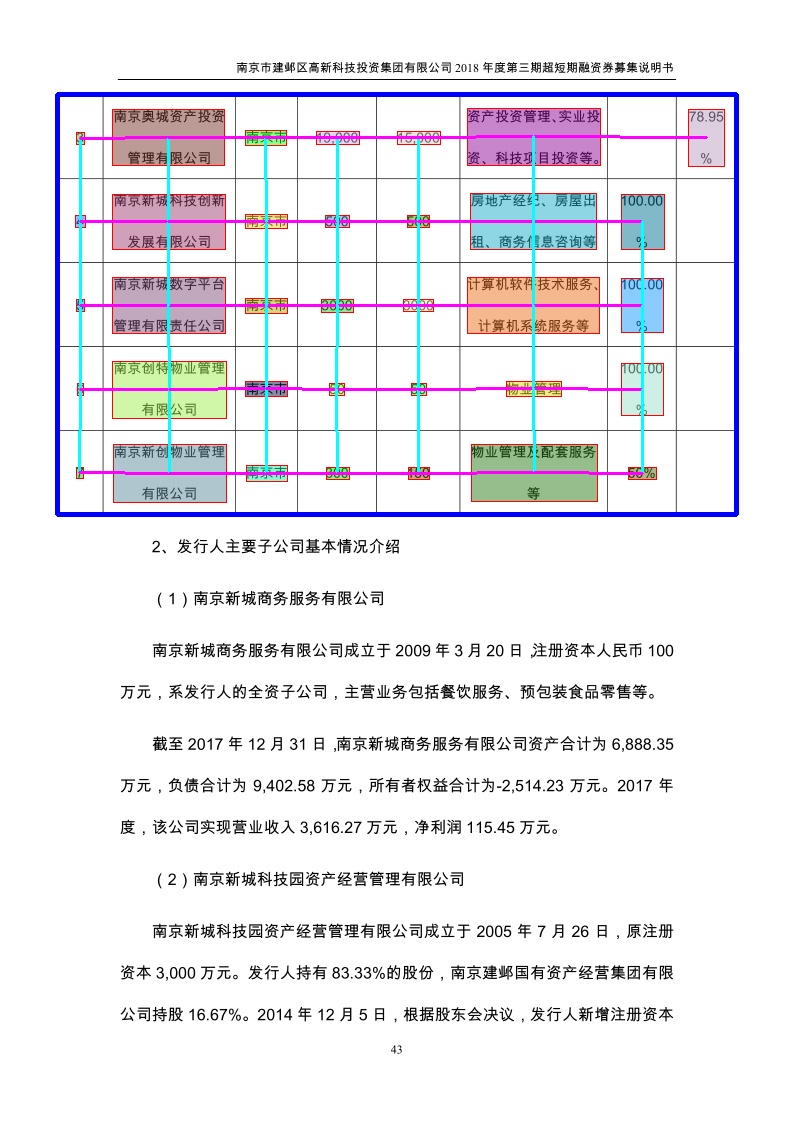 南京市建邺区高新科技投资集团有限公司 2018 年度第三期超短期融资券募集说明书
南京奥城资产投资
管理有限公司
南京市
19,000
15,000
资产投资管理、实业投
资、科技项目投资等。
78.95
%
南京新城科技创新
发展有限公司
南京市
500
500
房地产经纪、房屋出
租、商务信息咨询等
100.00
%
南京新城数字平台
管理有限责任公司
南京市
3000
3000
计算机软件技术服务、
计算机系统服务等
100.00
%
南京创特物业管理
有限公司
南京市
50
50
物业管理
100.00
%
7
南京新创物业管理
有限公司
南京市
300
150
物业管理及配套服务
等
50%
2、发行人主要子公司基本情况介绍
（1）南京新城商务服务有限公司
南京新城商务服务有限公司成立于 2009 年 3 月 20 日，注册资本人民币 100
万元，系发行人的全资子公司，主营业务包括餐饮服务、预包装食品零售等。
截至 2017 年 12 月 31 日，南京新城商务服务有限公司资产合计为 6,888.35
万元，负债合计为 9,402.58 万元，所有者权益合计为-2,514.23 万元。2017 年
度，该公司实现营业收入 3,616.27 万元，净利润 115.45 万元。
（2）南京新城科技园资产经营管理有限公司
南京新城科技园资产经营管理有限公司成立于 2005 年 7 月 26 日，原注册
资本 3,000 万元。发行人持有 83.33%的股份，南京建邺国有资产经营集团有限
公司持股 16.67%。2014 年 12 月 5 日，根据股东会决议，发行人新增注册资本
43